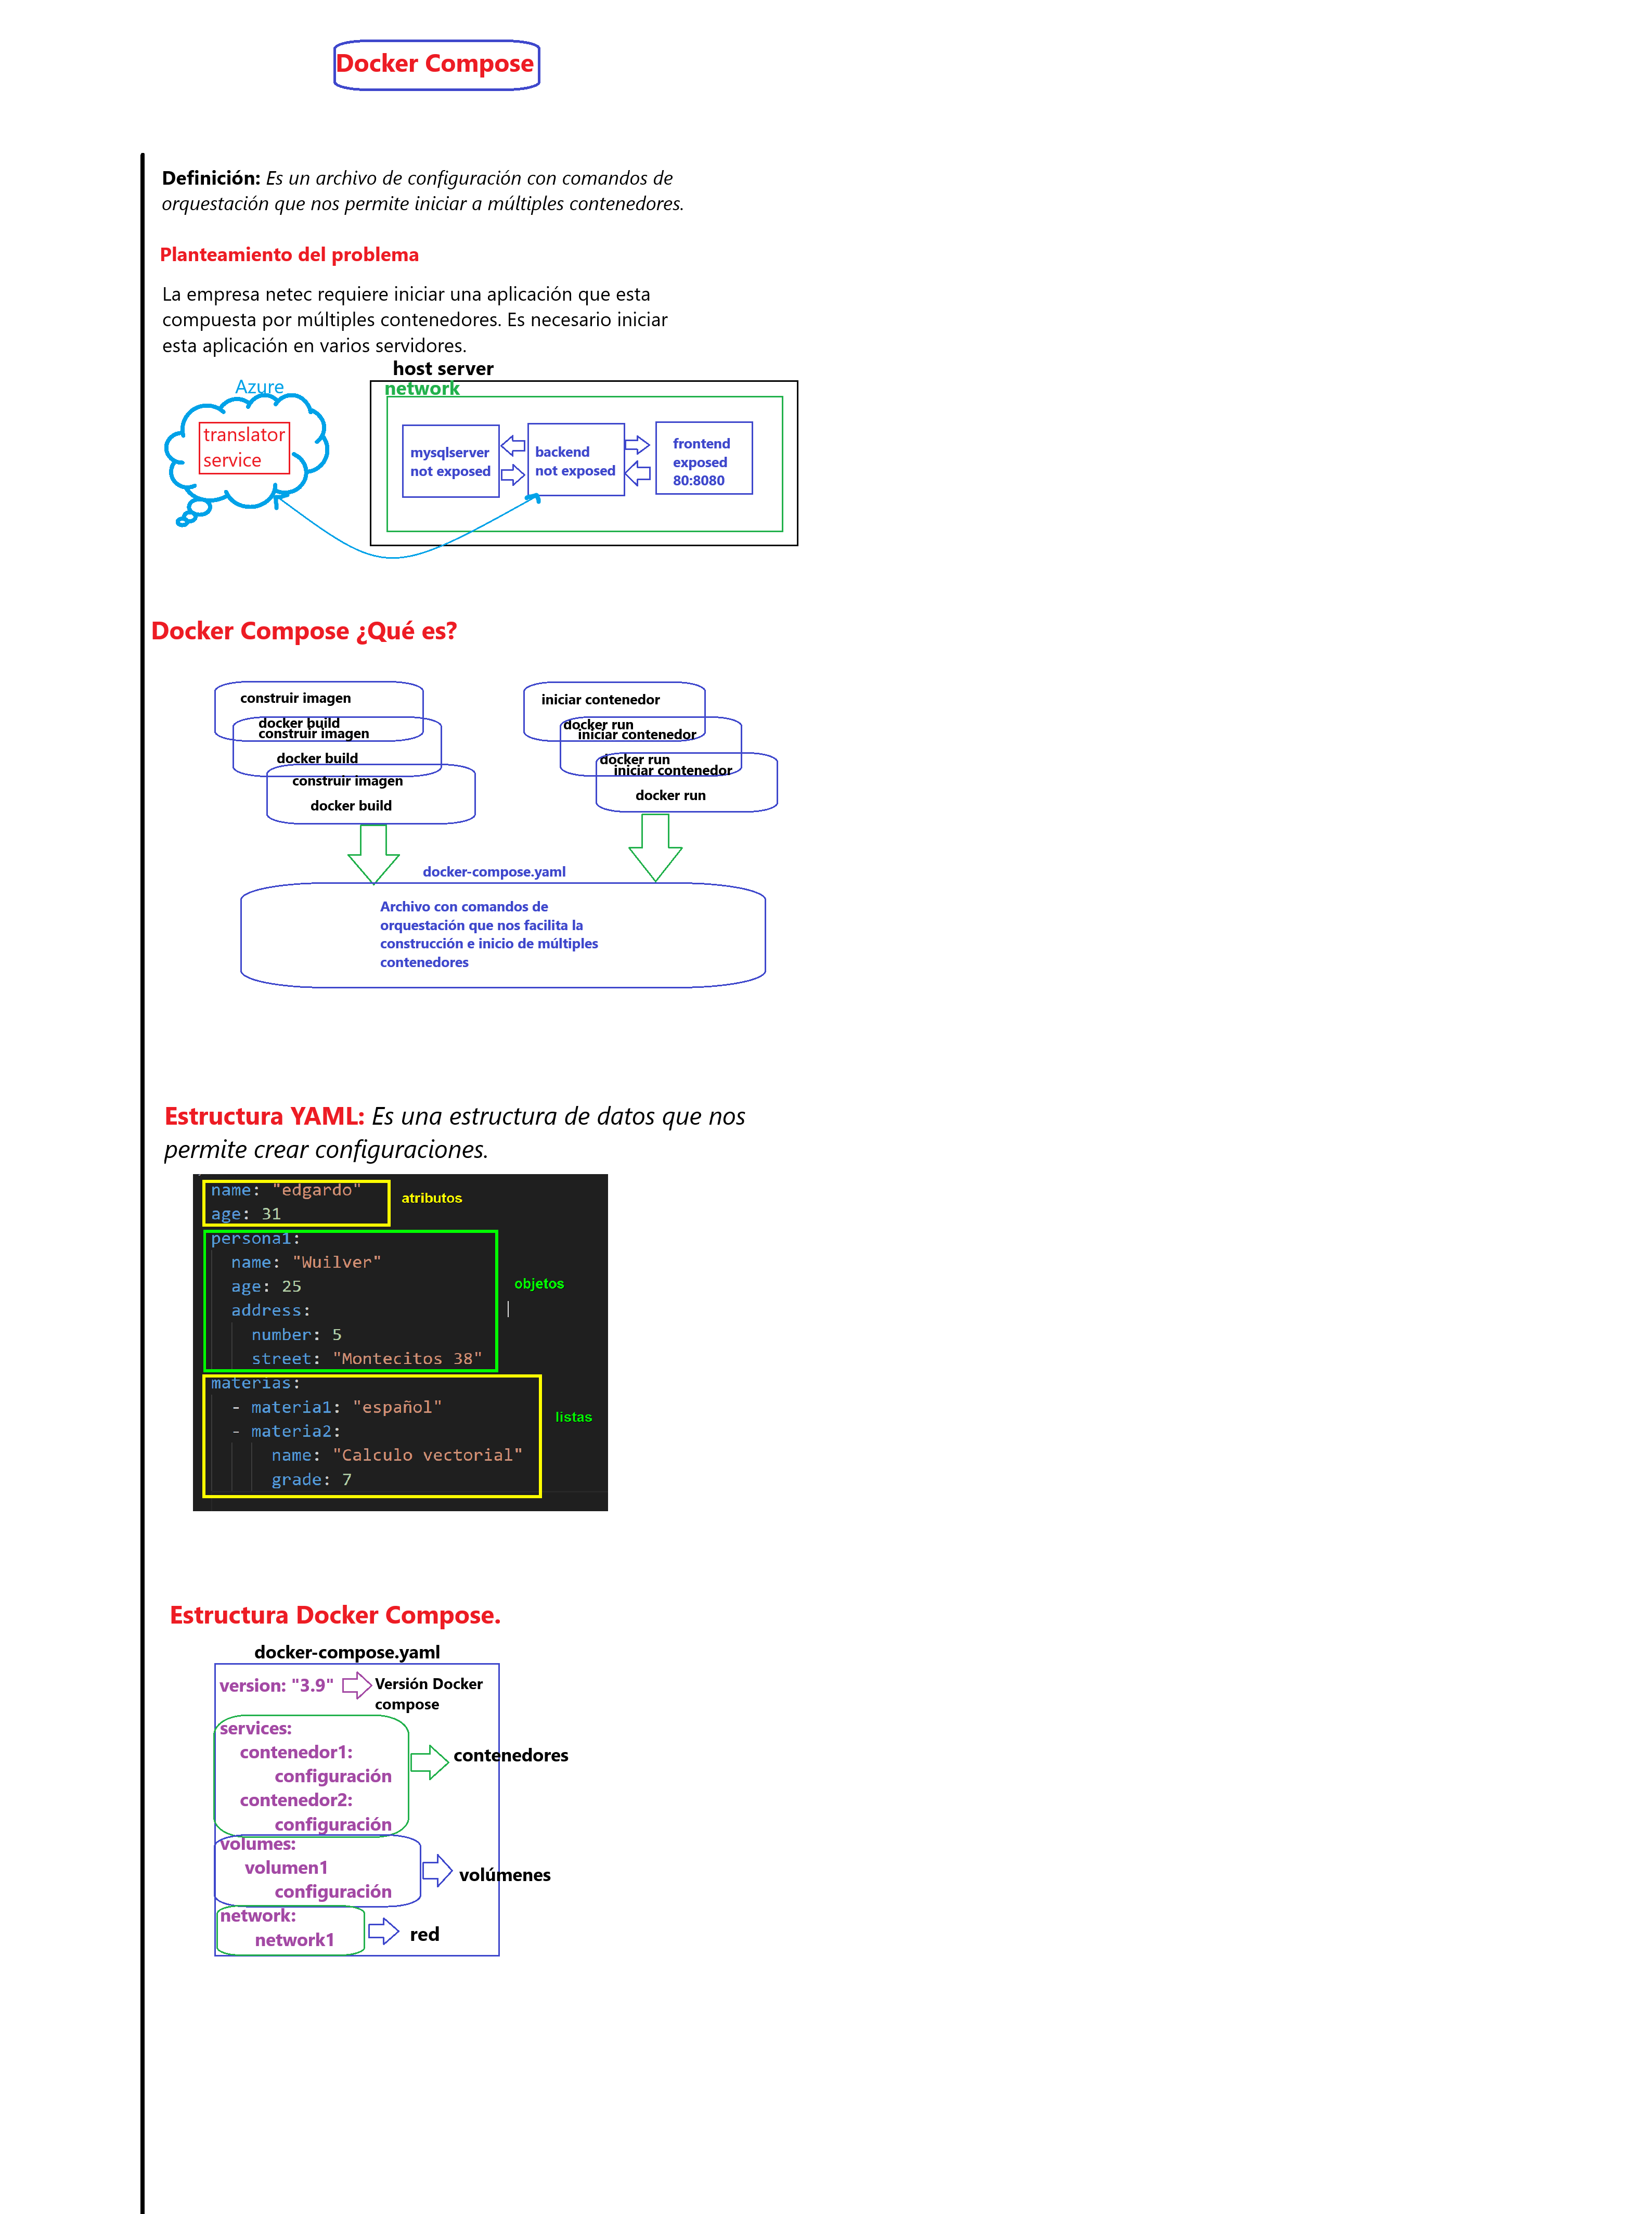 Docker Compose
Definición: Es un archivo de configuración con comandos de
orquestación que nos permite iniciar a múltiples contenedores.
Planteamiento del problema
La empresa netec requiere iniciar una aplicación que esta
compuesta por múltiples contenedores. Es necesario iniciar
esta aplicación en varios servidores.
host server
Azure
network
translator
service
mysqlserver
not exposed
backend
not exposed
frontend
exposed
80:8080
Docker Compose ¿Qué es?
construir imagen
docker build
construir imagen
docker build
construir imagen
docker build
iniciar contenedor
docker run
iniciar contenedor
docker run
iniciar contenedor
docker run
docker-compose.yaml
Archivo con comandos de
orquestación que nos facilita la
construcción e inicio de múltiples
contenedores
Estructura YAML: Es una estructura de datos que nos
permite crear configuraciones.
name: "edgardo"
age: 31
atributos
persona1:
name: "Wuilver"
age: 25
address:
number: 5
street: "Montecitos 38"
objetos
materias:
- materia1: "español"
- materia2:
name: "Calculo vectorial"
grade: 7
listas
Estructura Docker Compose.
docker-compose.yaml
version: "3.9"
Versión Docker
compose
services:
contenedor1:
configuración
contenedor2:
configuración
contenedores
volumes:
volumen1
configuración
volúmenes
network:
network1
red